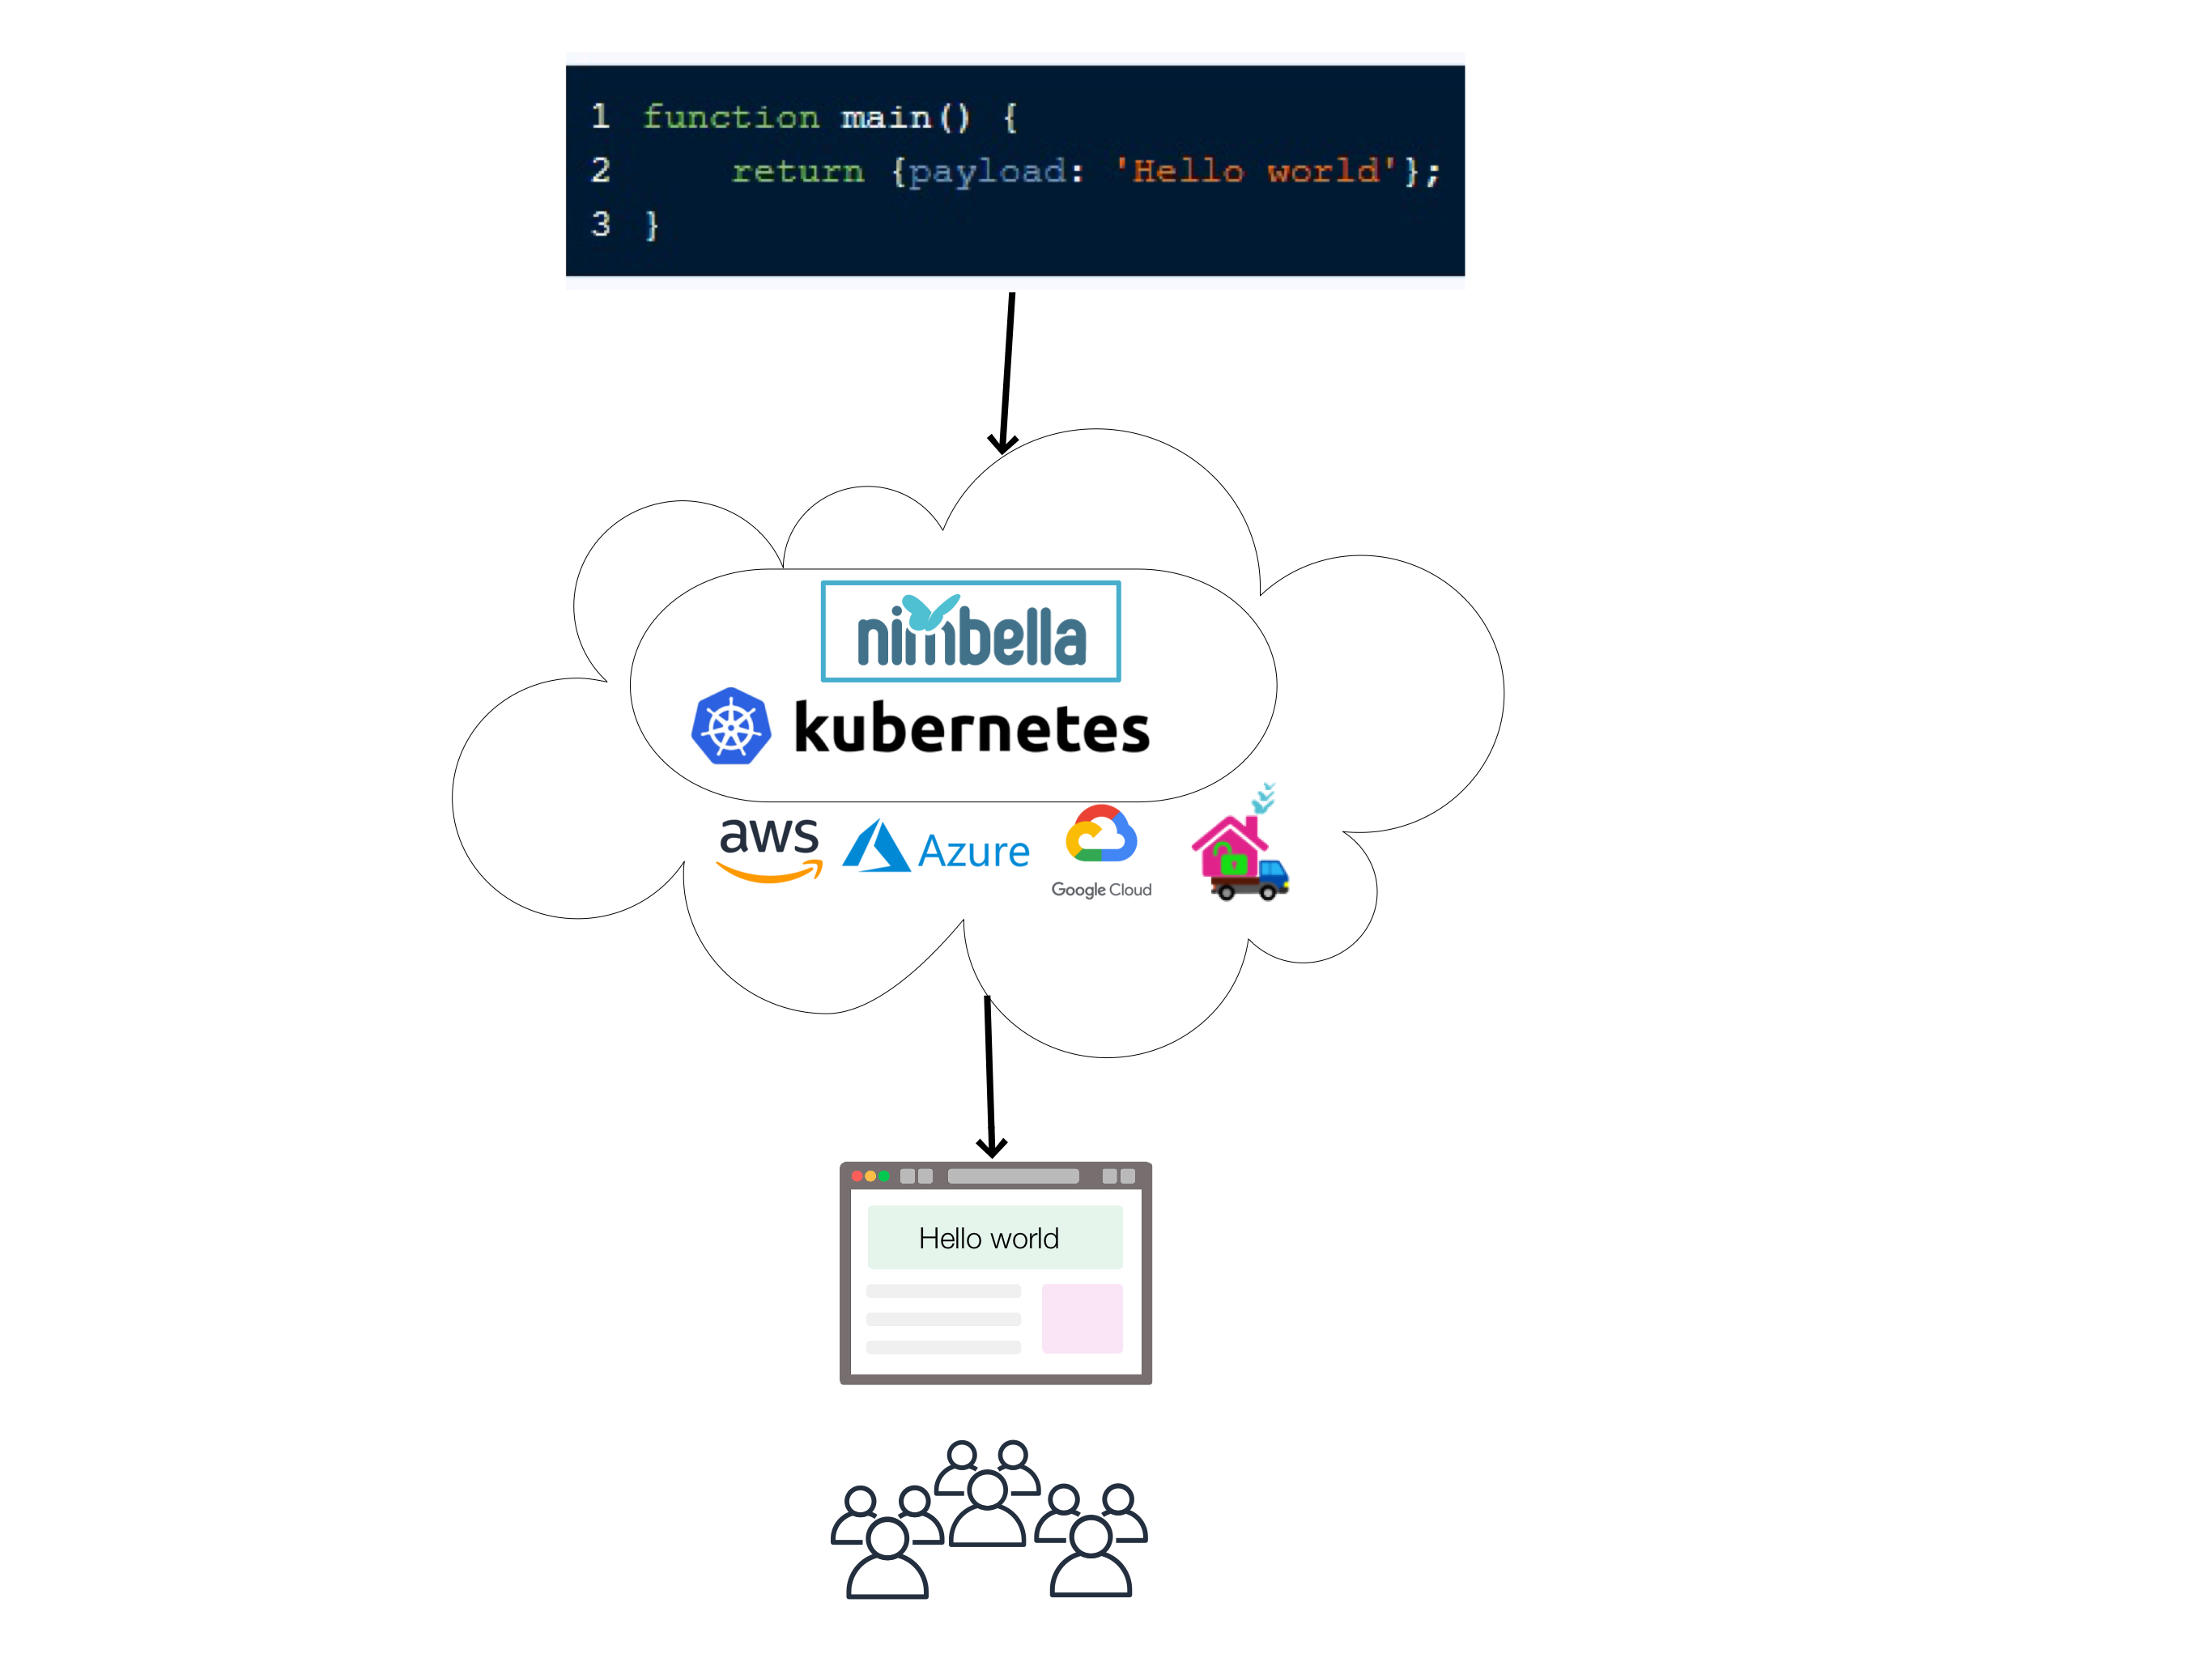 1 function main() {
2     return {payload: 'Hello world'};
3 }
nimbella
kubernetes
aws Azure Google Cloud
Hello world